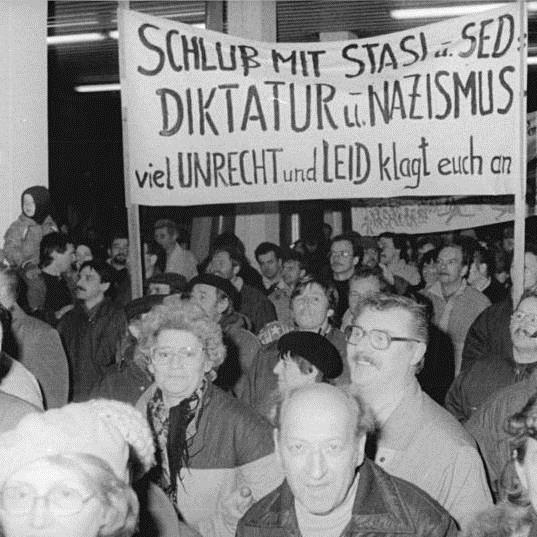 SCHLUß MIT STASI u. SED:
DIKTATUR u. NAZISMUS
viel UNRECHT und LEID klagt euch an